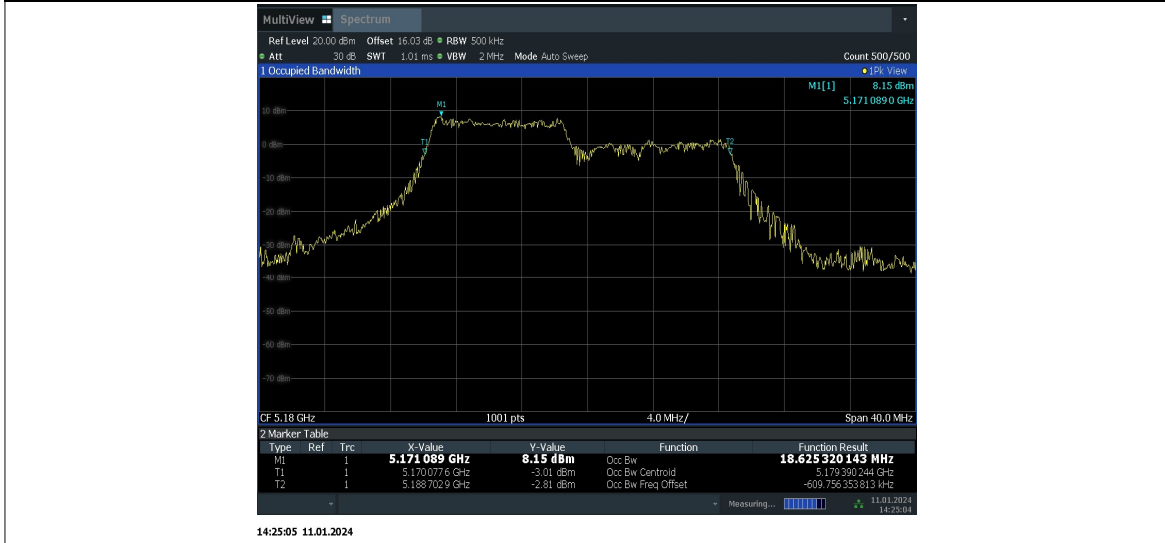 MultiView Spectrum
Ref Level 20.00 dBm Offset 16.03 dB RBW 500 kHz
Att 30 dB SWT 1.01 ms VBW 2 MHz Mode Auto Sweep Count 500/500
1 Occupied Bandwidth 1Pk View
M1[1] 8.15 dBm
5.171 089 0 GHz
M1
10 dBm
T1
T2
0 dBm
-10 dBm
-20 dBm
-30 dBm
-40 dBm
-50 dBm
-60 dBm
-70 dBm
CF 5.18 GHz 1001 pts 4.0 MHz/ Span 40.0 MHz
2 Marker Table
Type Ref Trc X-Value Y-Value Function Function Result
M1 1 5.171 089 GHz 8.15 dBm Occ Bw 18.625 320 143 MHz
T1 1 5.170 077 6 GHz -3.01 dBm Occ Bw Centroid 5.179 390 244 GHz
T2 1 5.188 702 9 GHz -2.81 dBm Occ Bw Freq Offset -609.756 353 813 kHz
Measuring... 11.01.2024
14:25:04
14:25:05 11.01.2024